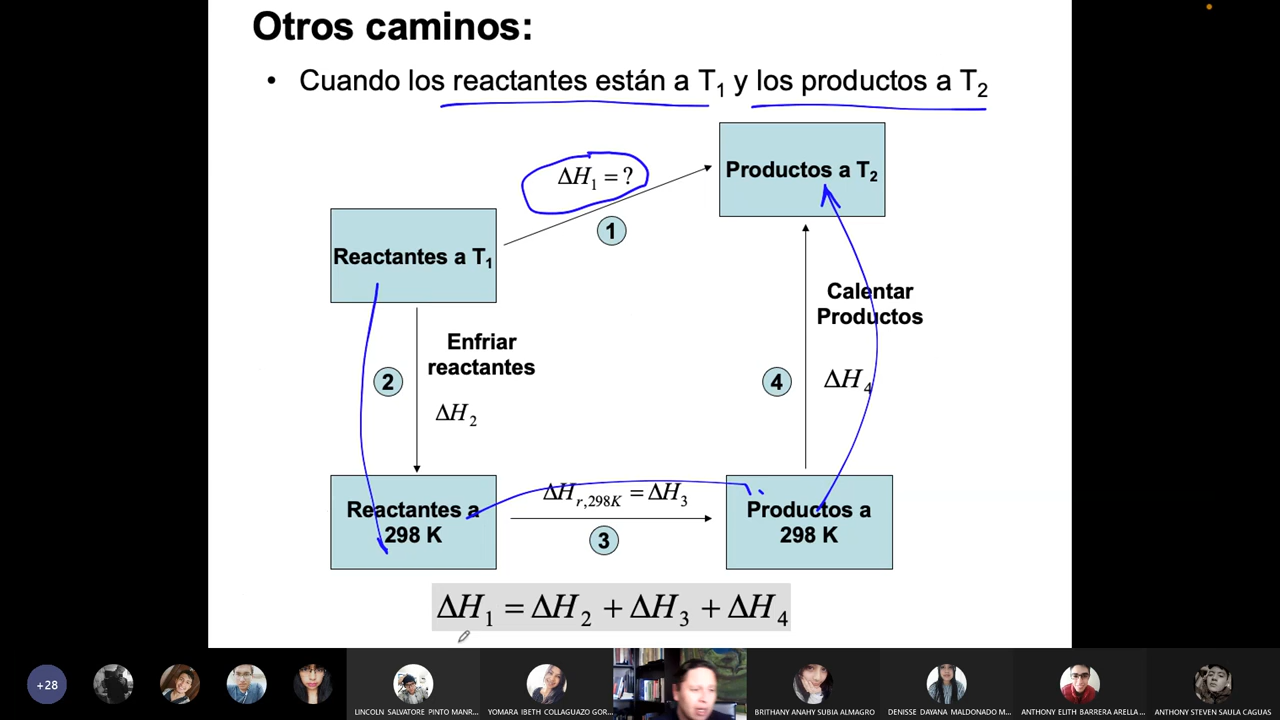 Otros caminos:
• Cuando los reactantes están a T₁ y los productos a T₂
ΔH₁ = ?
Productos a T₂
1
Reactantes a T₁
Calentar
Productos
Enfriar
reactantes
2
4
ΔH₄
ΔH₂
ΔHr,298K = ΔH₃
Reactantes a
298 K
Productos a
298 K
3
ΔH₁ = ΔH₂ + ΔH₃ + ΔH₄
+28
LINCOLN SALVATORE PINTO MANR...
YOMARA IBETH COLLAGUAZO GOR...
BRITHANY ANAHY SUBIA ALMAGRO
DENISSE DAYANA MALDONADO M...
ANTHONY ELITH BARRERA ARELLA ...
ANTHONY STEVEN SAULA CAGUAS